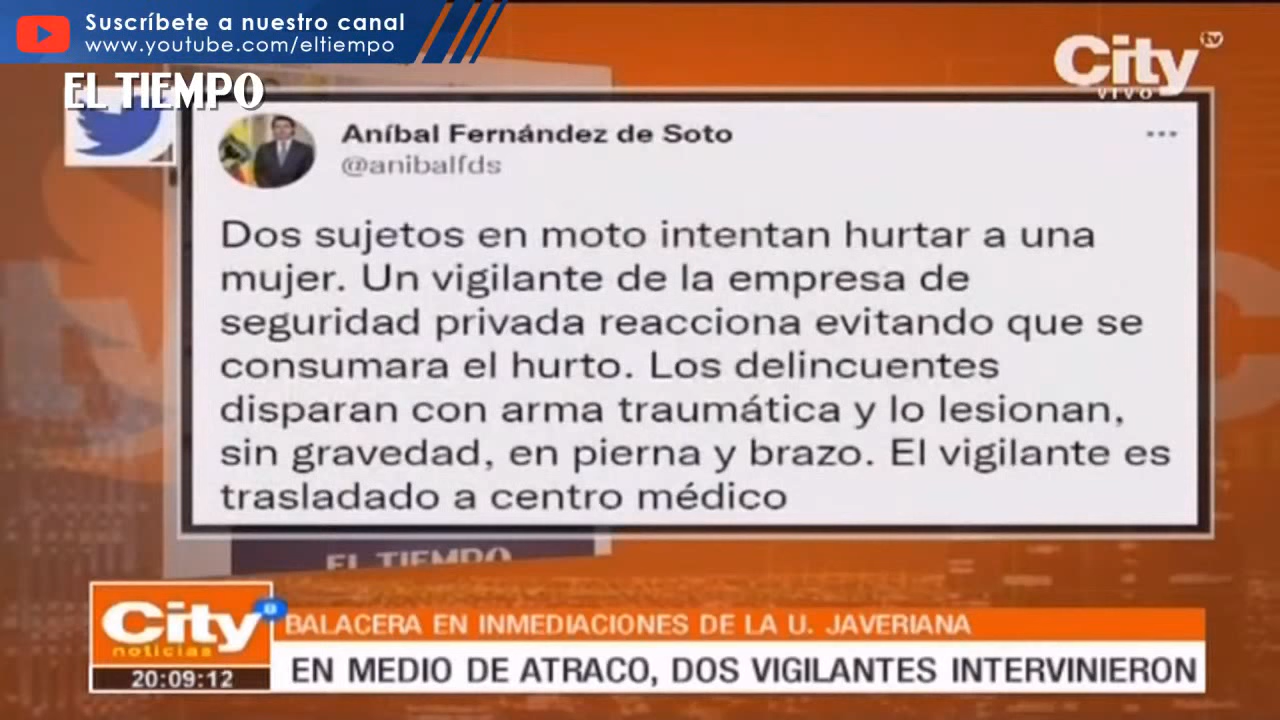 Suscríbete a nuestro canal
www.youtube.com/eltiempo
EL TIEMPO
City tv
VIVO
Aníbal Fernández de Soto
@anibalfds
Dos sujetos en moto intentan hurtar a una
mujer. Un vigilante de la empresa de
seguridad privada reacciona evitando que se
consumara el hurto. Los delincuentes
disparan con arma traumática y lo lesionan,
sin gravedad, en pierna y brazo. El vigilante es
trasladado a centro médico
EL TIEMPO
City
noticias
20:09:12
BALACERA EN INMEDIACIONES DE LA U. JAVERIANA
EN MEDIO DE ATRACO, DOS VIGILANTES INTERVINIERON